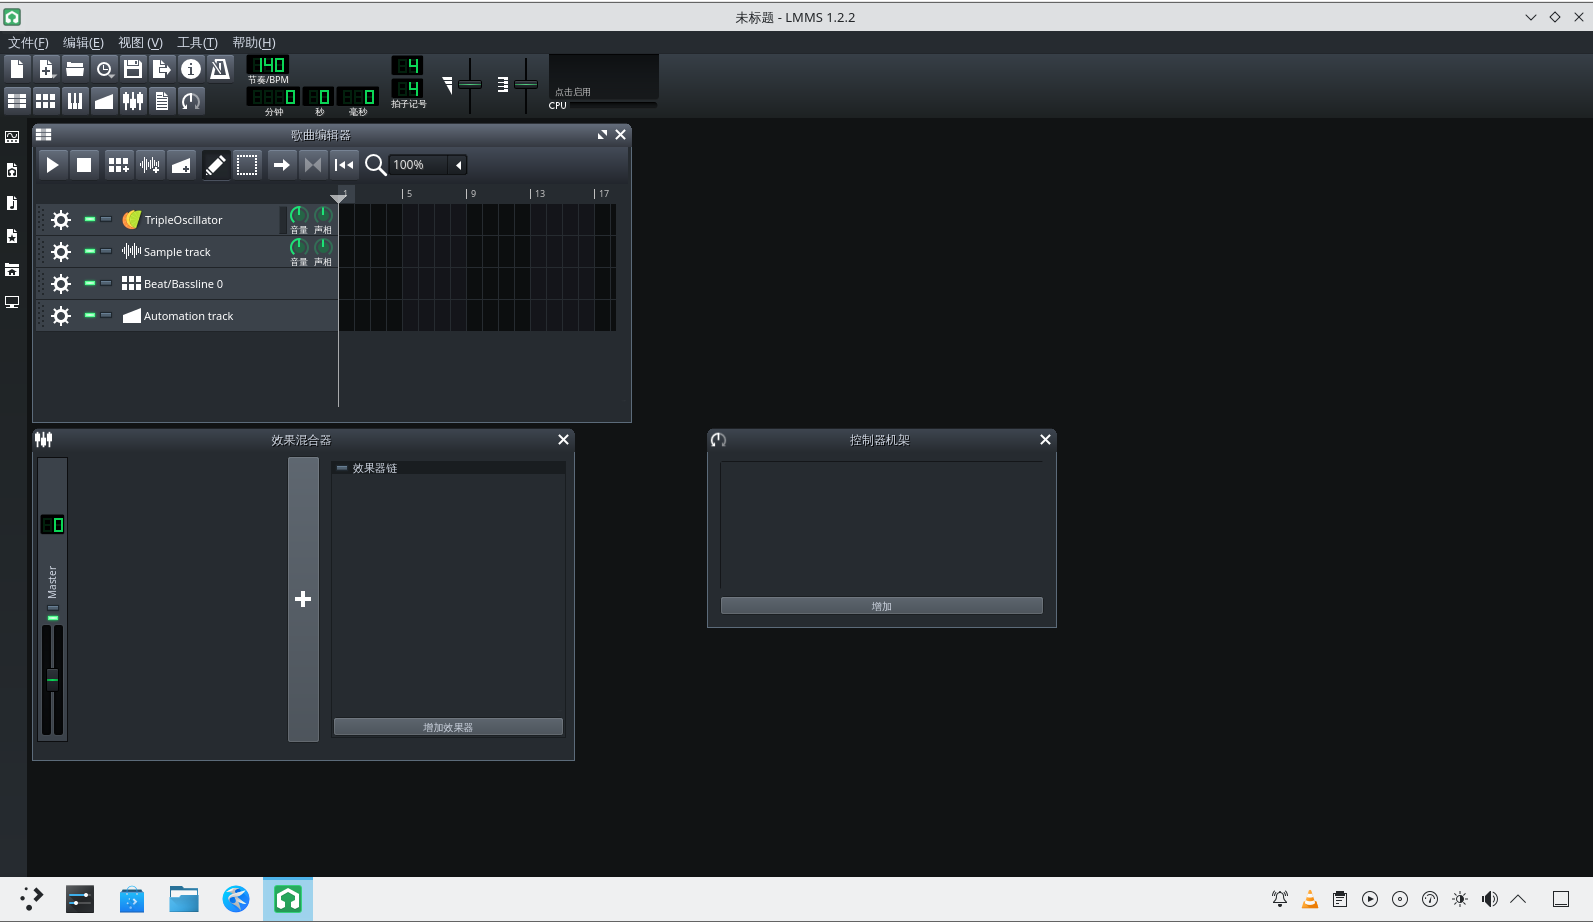 未标题 - LMMS 1.2.2
文件(F) 编辑(E) 视图 (V) 工具(T) 帮助(H)
140
节奏/BPM
0 0 0
分钟 秒 毫秒
4
4
拍子记号
点击启用
CPU
歌曲编辑器
100%
1 5 9 13 17
TripleOscillator 音量 声相
Sample track 音量 声相
Beat/Bassline 0
Automation track
效果混合器
0
Master
效果器链
增加效果器
控制器机架
增加